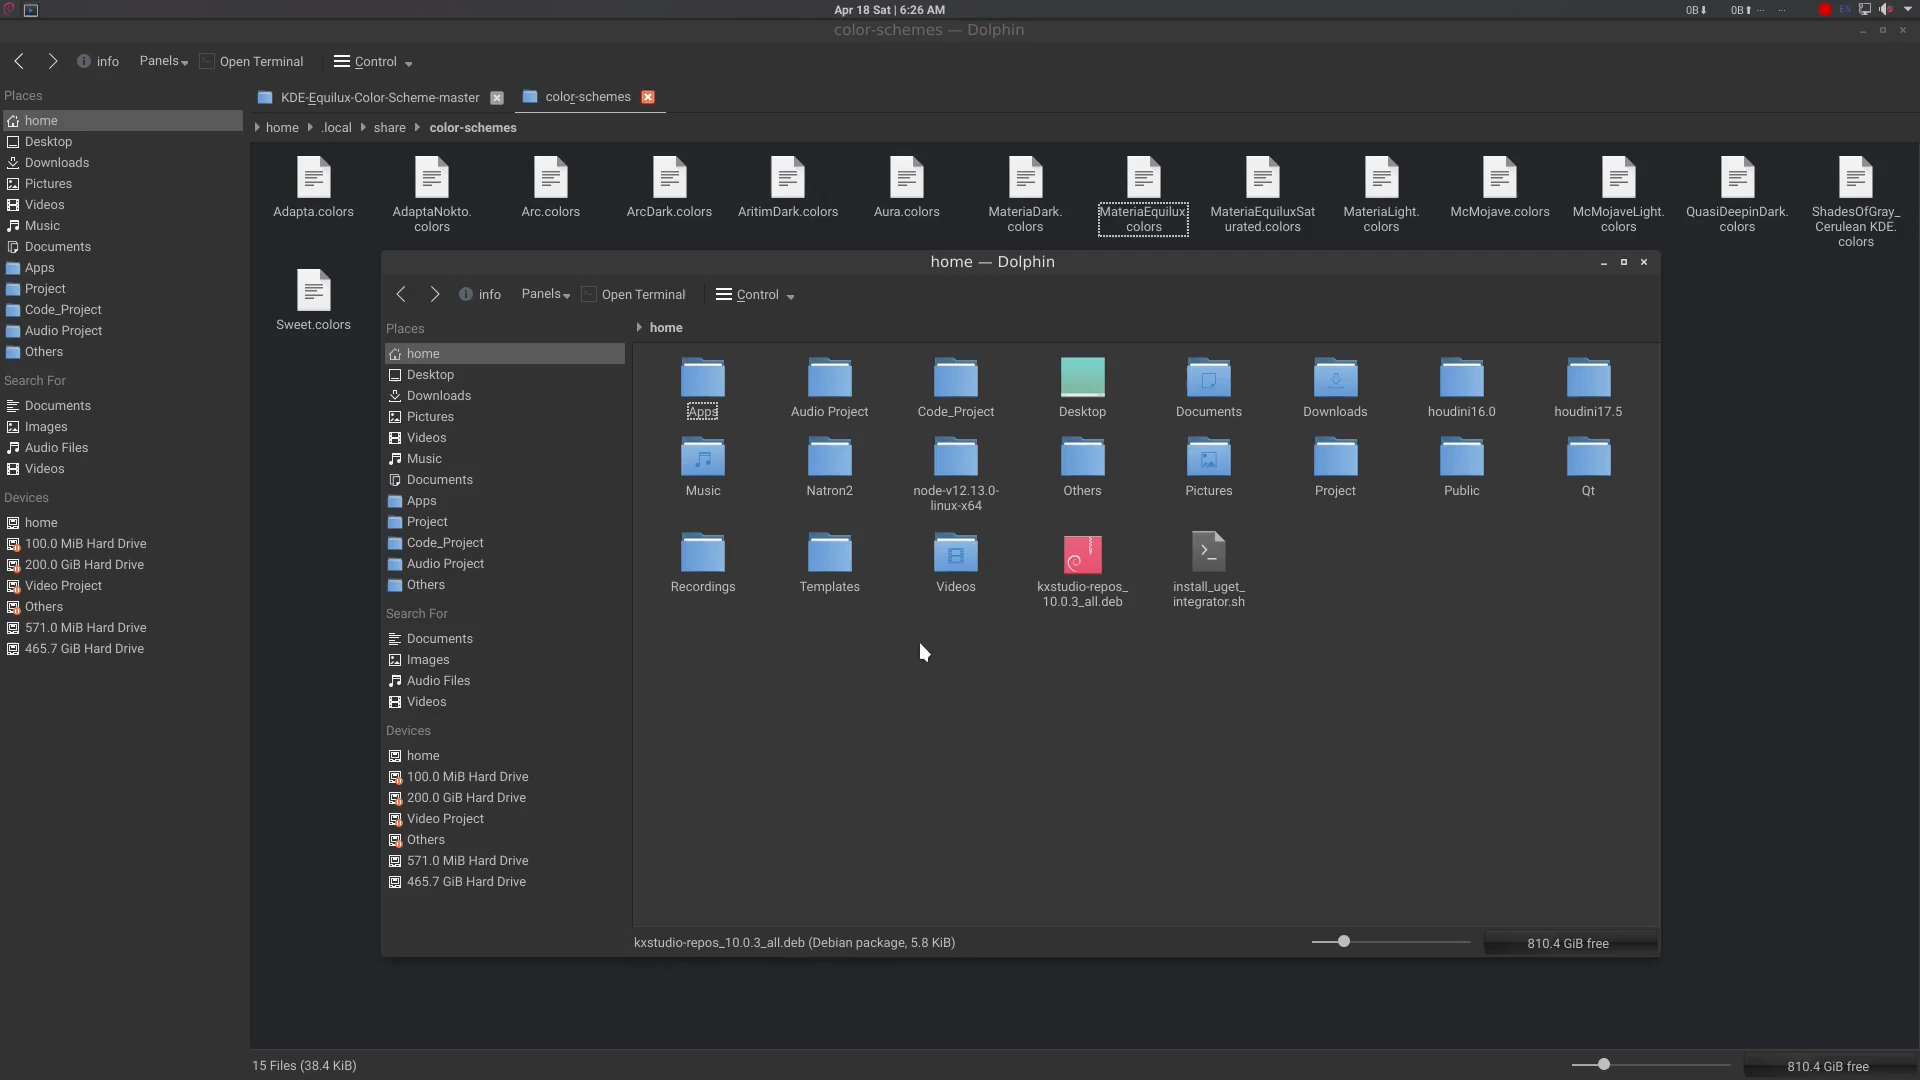 Apr 18 Sat | 6:26 AM
0B
0B
EN
color-schemes — Dolphin
info
Panels
Open Terminal
Control
Places
home
Desktop
Downloads
Pictures
Videos
Music
Documents
Apps
Project
Code_Project
Audio Project
Others
Search For
Documents
Images
Audio Files
Videos
Devices
home
100.0 MiB Hard Drive
200.0 GiB Hard Drive
Video Project
Others
571.0 MiB Hard Drive
465.7 GiB Hard Drive
KDE-Equilux-Color-Scheme-master
color-schemes
home
.local
share
color-schemes
Adapta.colors
AdaptaNokto.
colors
Arc.colors
ArcDark.colors
AritimDark.colors
Aura.colors
MateriaDark.
colors
MateriaEquilux
colors
MateriaEquiluxSat
urated.colors
MateriaLight.
colors
McMojave.colors
McMojaveLight.
colors
QuasiDeepinDark.
colors
ShadesOfGray_
Cerulean KDE.
colors
Sweet.colors
home — Dolphin
info
Panels
Open Terminal
Control
Places
home
Desktop
Downloads
Pictures
Videos
Music
Documents
Apps
Project
Code_Project
Audio Project
Others
Search For
Documents
Images
Audio Files
Videos
Devices
home
100.0 MiB Hard Drive
200.0 GiB Hard Drive
Video Project
Others
571.0 MiB Hard Drive
465.7 GiB Hard Drive
home
Apps
Audio Project
Code_Project
Desktop
Documents
Downloads
houdini16.0
houdini17.5
Music
Natron2
node-v12.13.0-
linux-x64
Others
Pictures
Project
Public
Qt
Recordings
Templates
Videos
kxstudio-repos_
10.0.3_all.deb
install_uget_
integrator.sh
kxstudio-repos_10.0.3_all.deb (Debian package, 5.8 KiB)
810.4 GiB free
15 Files (38.4 KiB)
810.4 GiB free